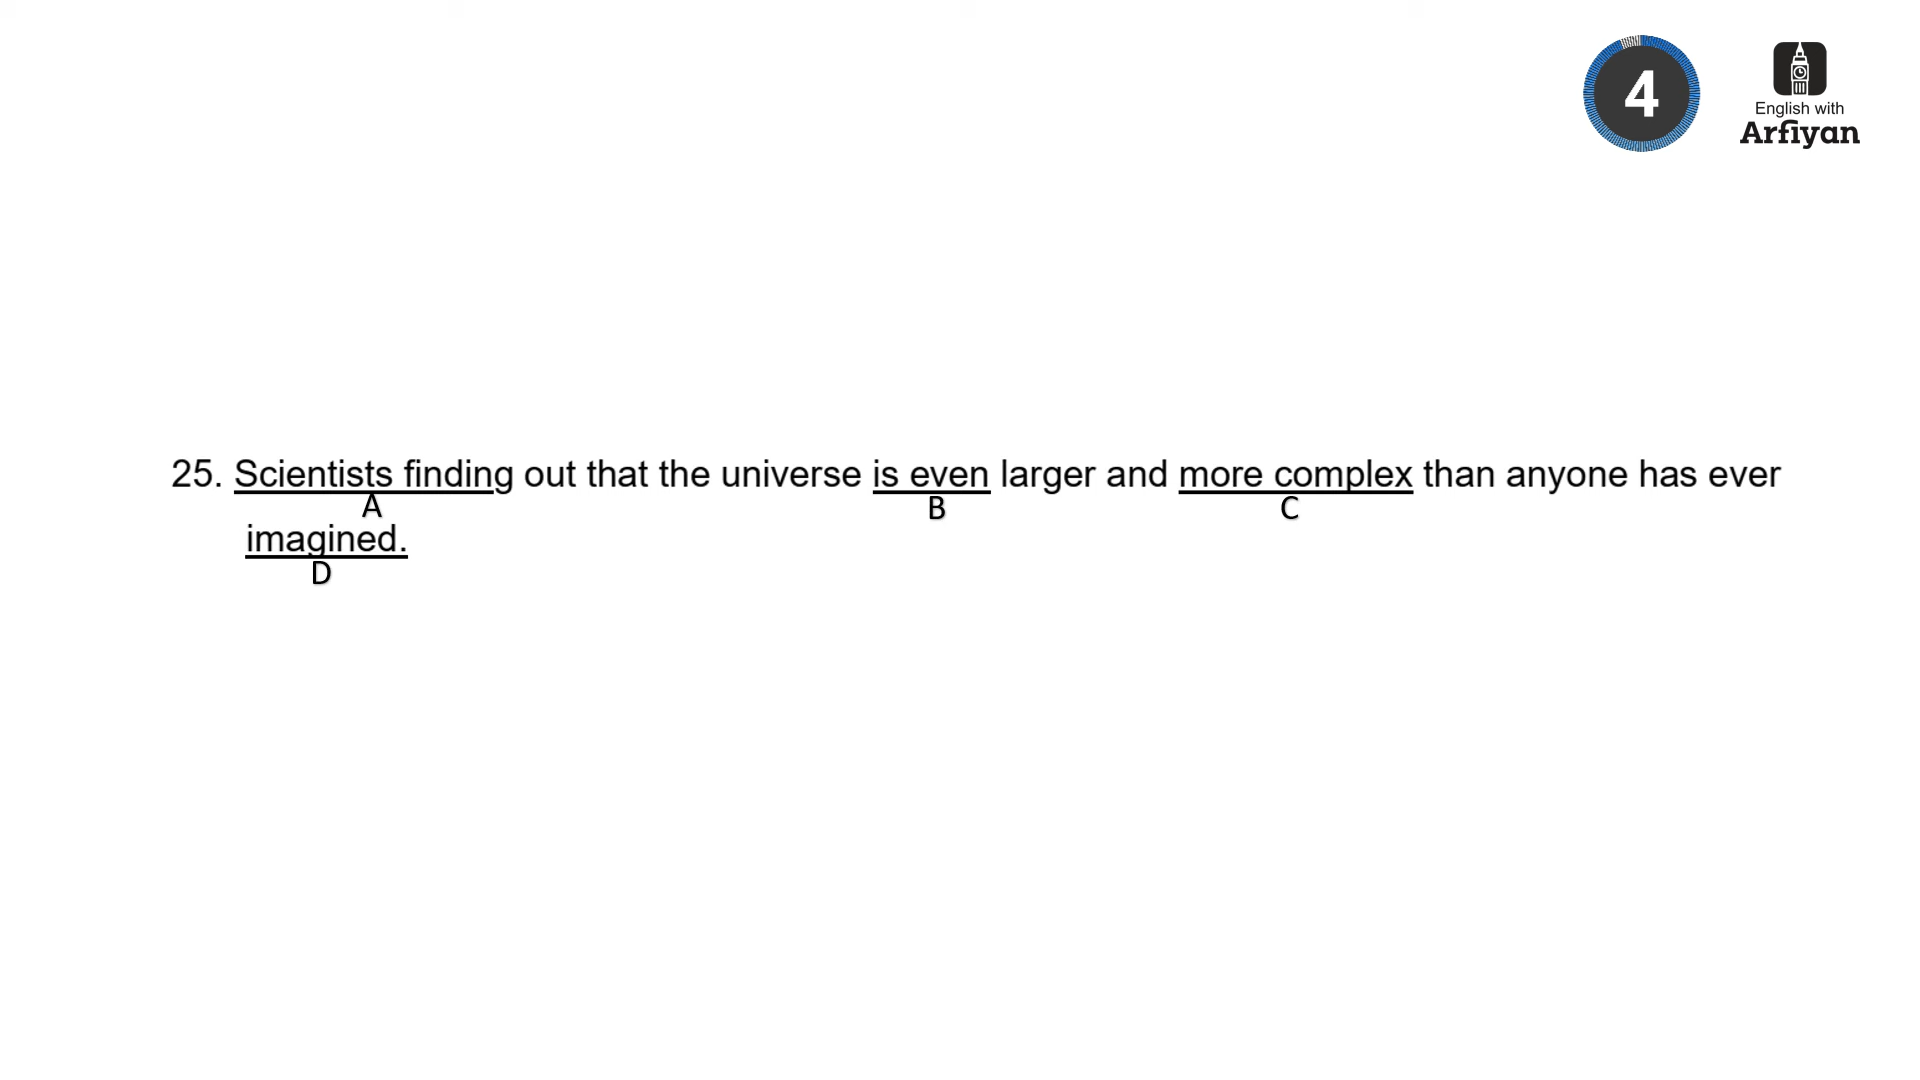 4
English with
Arfiyan
25. Scientists finding out that the universe is even larger and more complex than anyone has ever
A
B
C
imagined.
D